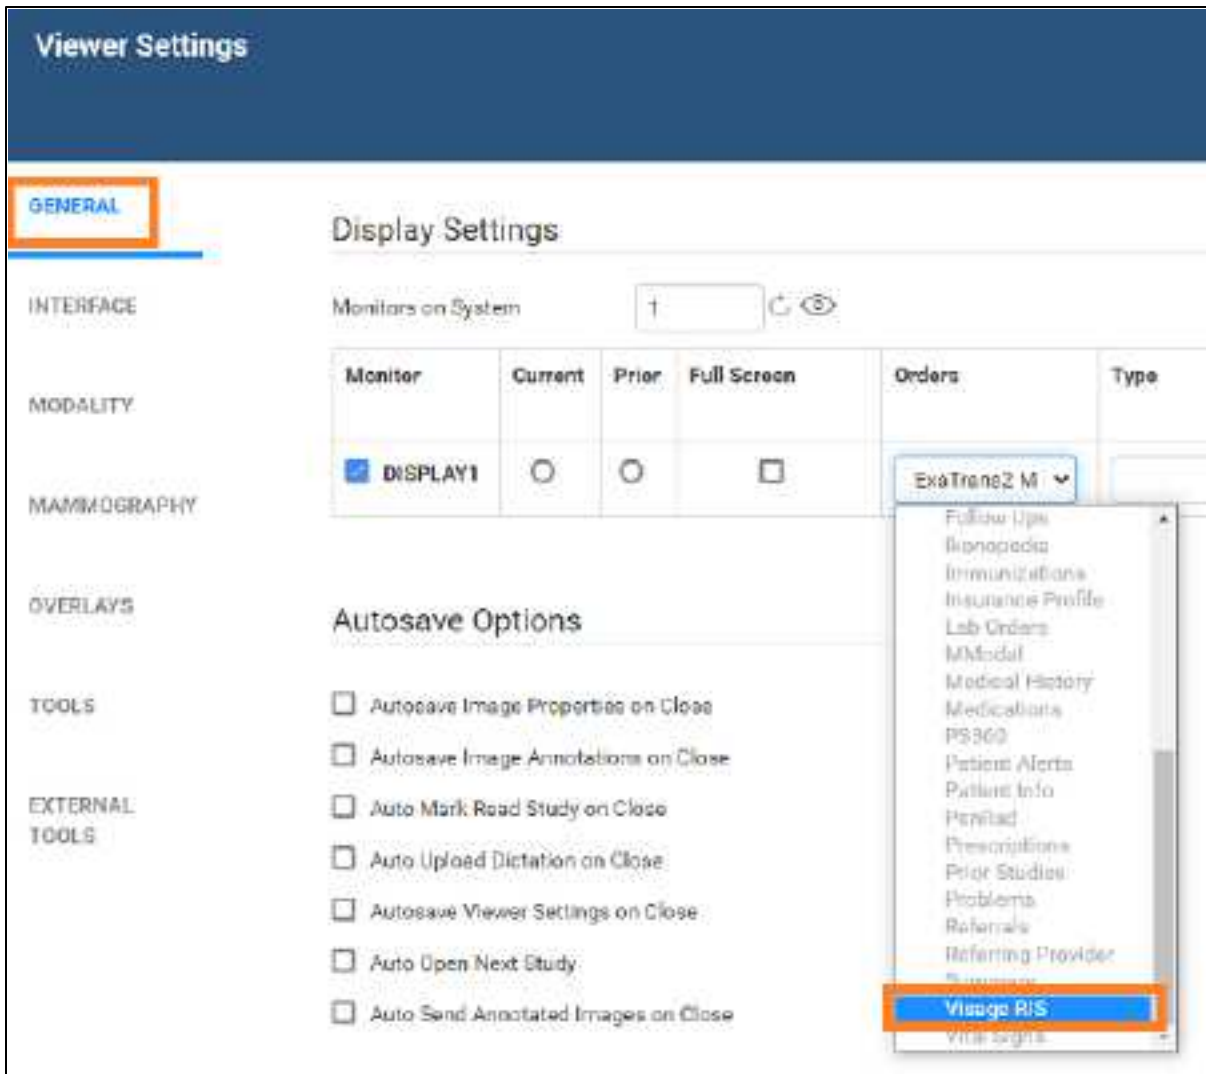 Viewer Settings
GENERAL
INTERFACE
MODALITY
MAMMOGRAPHY
OVERLAYS
TOOLS
EXTERNAL
TOOLS
Display Settings
Monitors on System 1
Monitor Current Prior Full Screen Orders Type
DISPLAY1 ExaTrans2 M
Follow Ups
Ikonopedia
Immunizations
Insurance Profile
Lab Orders
MModal
Medical History
Medications
PS360
Patient Alerts
Patient Info
PenRad
Prescriptions
Prior Studies
Problems
Referrals
Referring Provider
Summary
Visage RIS
Vital Signs
Autosave Options
Autosave Image Properties on Close
Autosave Image Annotations on Close
Auto Mark Read Study on Close
Auto Upload Dictation on Close
Autosave Viewer Settings on Close
Auto Open Next Study
Auto Send Annotated Images on Close